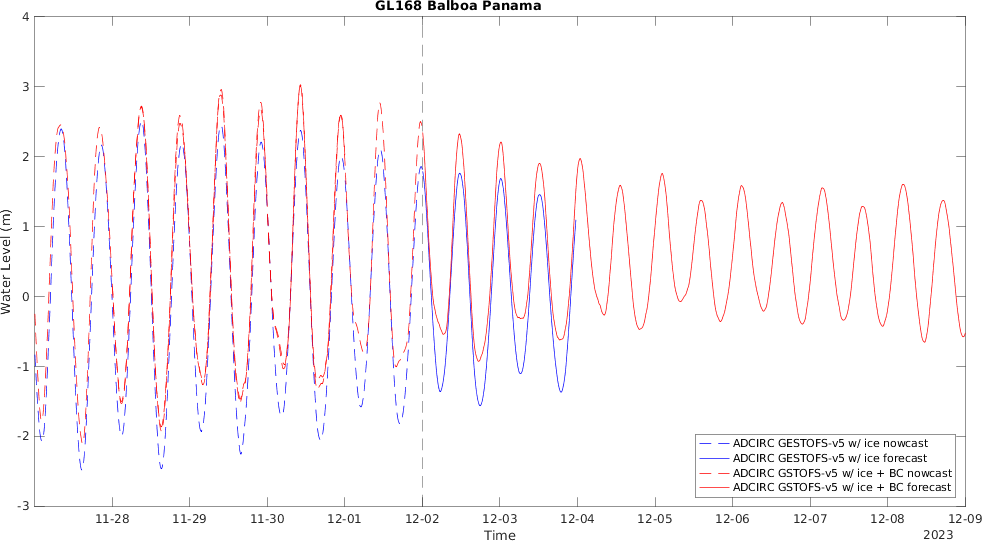 GL168 Balboa Panama
4
3
2
1
0
-1
-2
-3
Water Level (m)
11-28 11-29 11-30 12-01 12-02 12-03 12-04 12-05 12-06 12-07 12-08 12-09
Time
2023
ADCIRC GESTOFS-v5 w/ ice nowcast
ADCIRC GESTOFS-v5 w/ ice forecast
ADCIRC GSTOFS-v5 w/ ice + BC nowcast
ADCIRC GSTOFS-v5 w/ ice + BC forecast